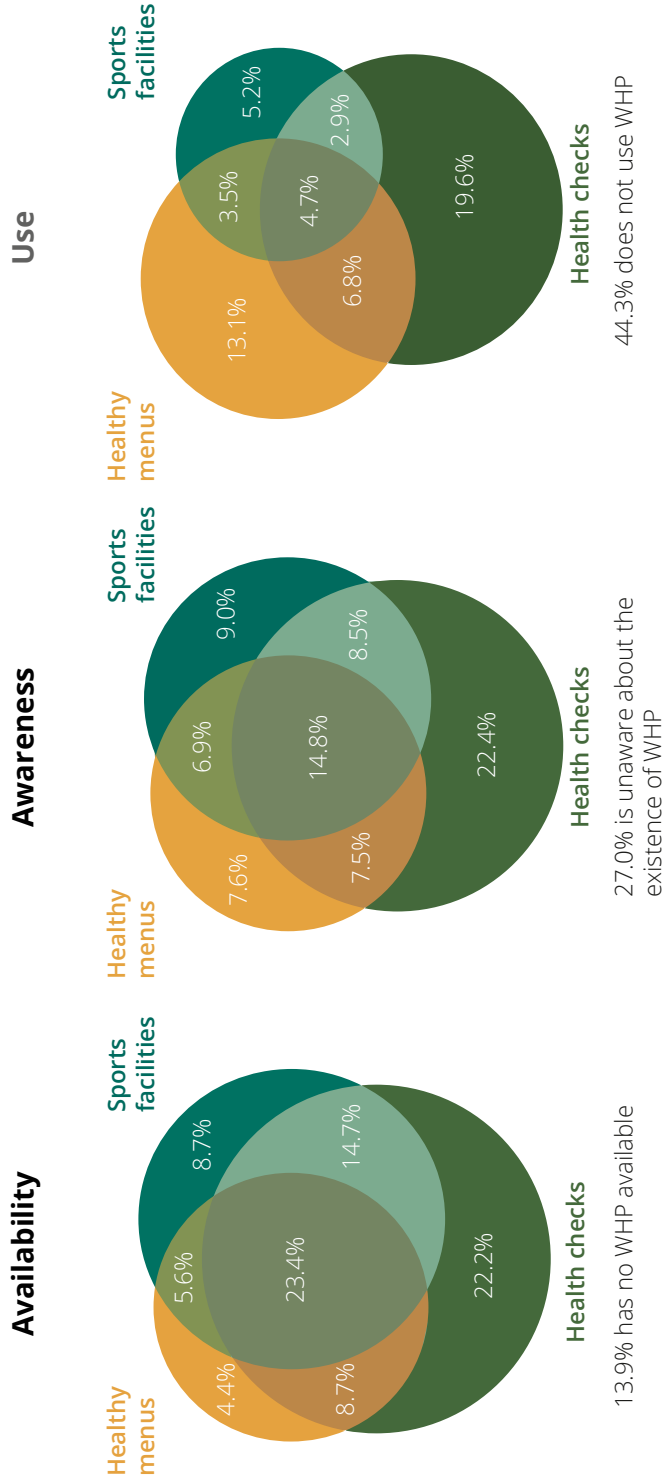 Availability
Healthy
menus
Sports
facilities
4.4%
5.6%
8.7%
8.7%
23.4%
14.7%
22.2%
Health checks
13.9% has no WHP available
Awareness
Healthy
menus
Sports
facilities
7.6%
6.9%
9.0%
7.5%
14.8%
8.5%
22.4%
Health checks
27.0% is unaware about the
existence of WHP
Use
Healthy
menus
Sports
facilities
13.1%
3.5%
5.2%
6.8%
4.7%
2.9%
19.6%
Health checks
44.3% does not use WHP